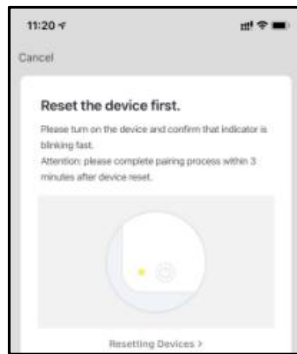 11:20
Cancel
Reset the device first.
Please turn on the device and confirm that indicator is
blinking fast.
Attention: please complete pairing process within 3
minutes after device reset.
Resetting Devices >